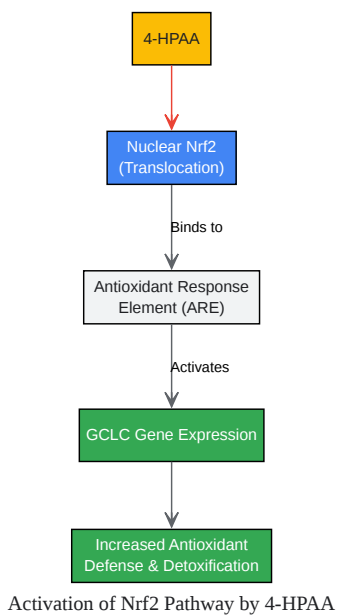 4-HPAA
Nuclear Nrf2
(Translocation)
Binds to
Antioxidant Response
Element (ARE)
Activates
GCLC Gene Expression
Increased Antioxidant
Defense & Detoxification
Activation of Nrf2 Pathway by 4-HPAA